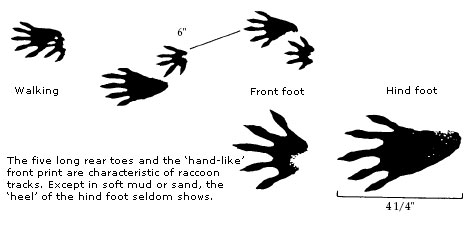 6"
Walking
Front foot
Hind foot
The five long rear toes and the ‘hand-like’
front print are characteristic of raccoon
tracks. Except in soft mud or sand, the
‘heel’ of the hind foot seldom shows.
4 1/4"